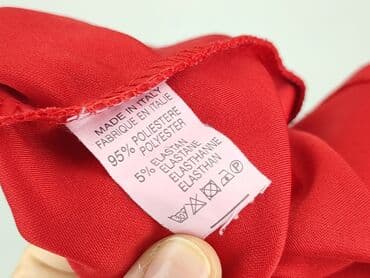 MADE IN ITALY
FABRIQUE EN ITALIE
95% POLIESTERE
POLYESTER
5% ELASTAN
ELASTANE
ELASTHANNE
ELASTHAN
P